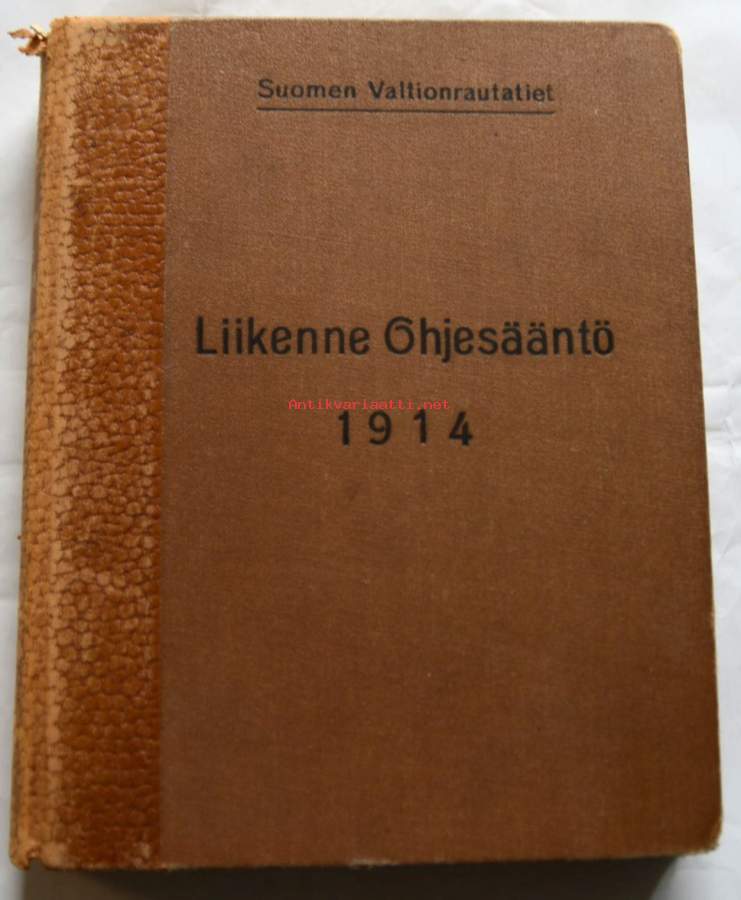 Suomen Valtionrautatiet
Liikenne Ohjesääntö
Antikvariaatti.net
1914